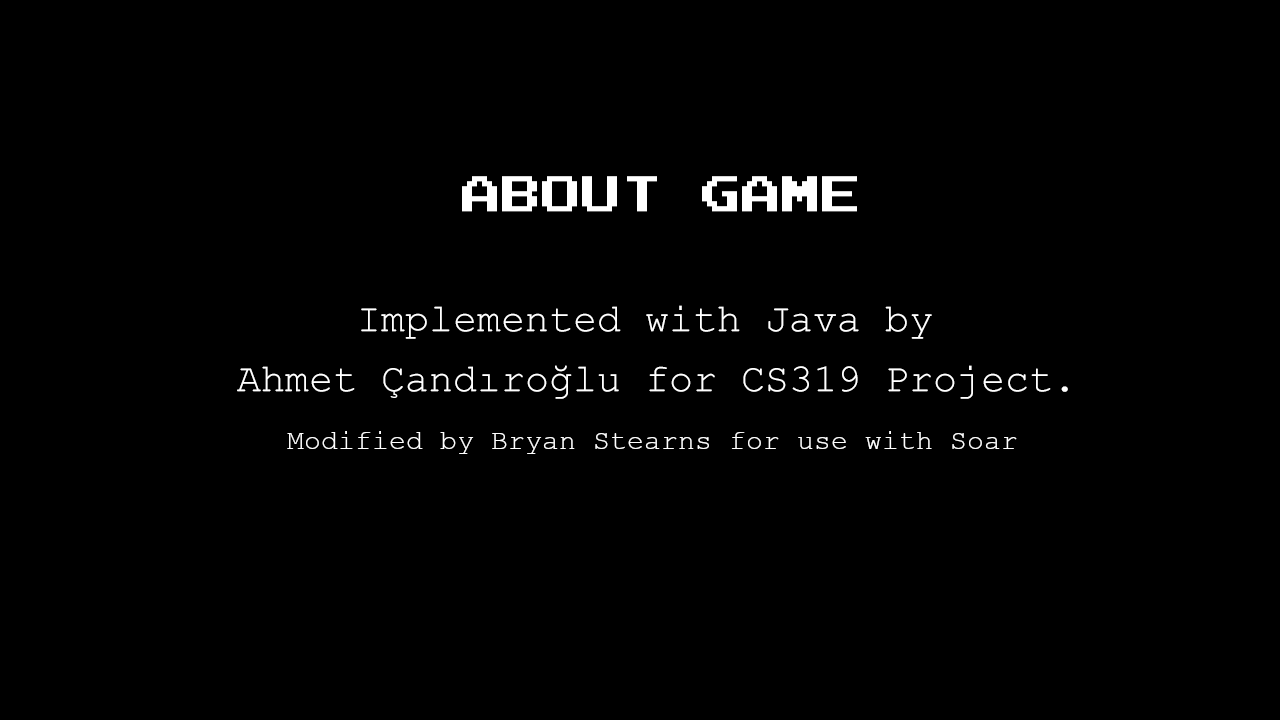 ABOUT GAME
Implemented with Java by
Ahmet Çandıroğlu for CS319 Project.
Modified by Bryan Stearns for use with Soar